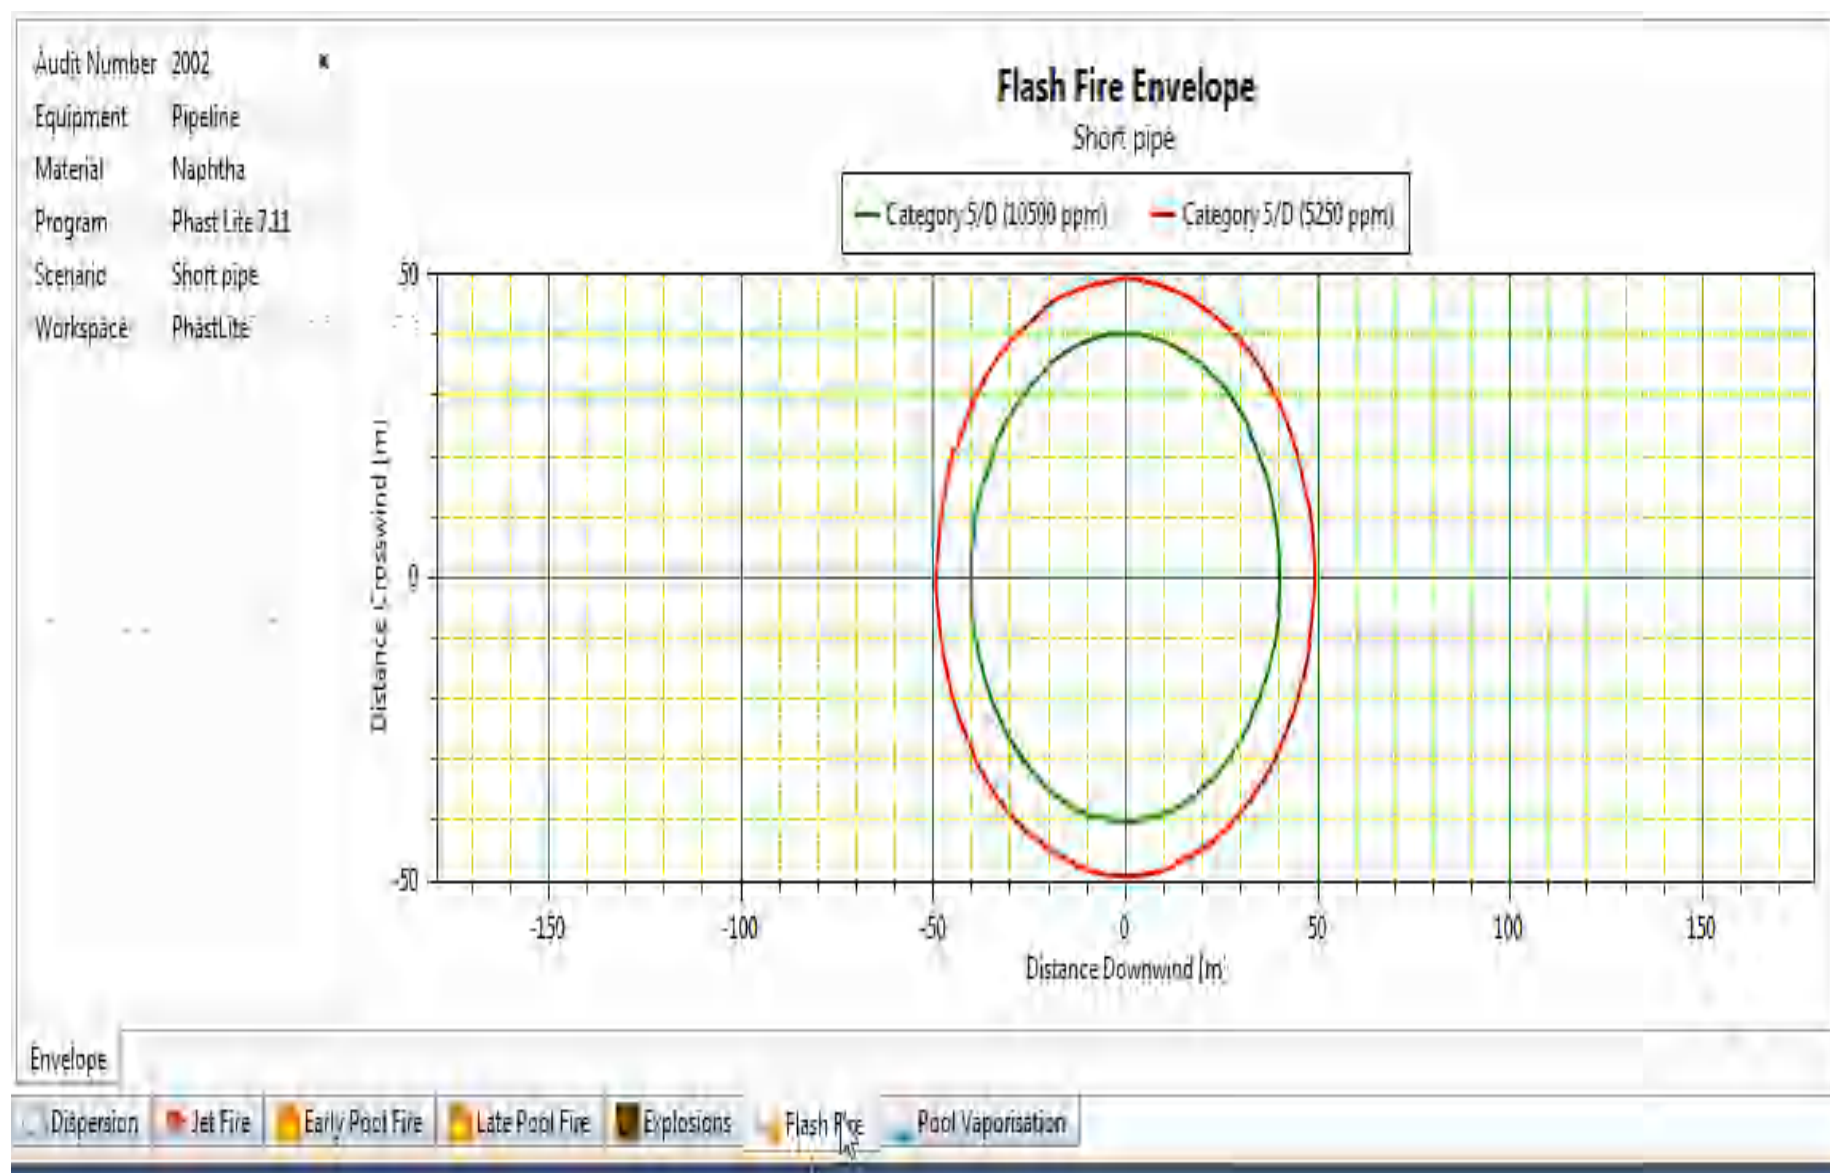 Audit Number 2002
Equipment Pipeline
Material Naphtha
Program Phast Lite 7.11
Scenario Short pipe
Workspace PhastLite
Flash Fire Envelope
Short pipe
Category 5/D (10500 ppm) Category 5/D (5250 ppm)
50
0
-50
Distance Crosswind [m]
-150 -100 -50 0 50 100 150
Distance Downwind [m]
Envelope
Dispersion Jet Fire Early Pool Fire Late Pool Fire Explosions Flash Fire Pool Vaporisation